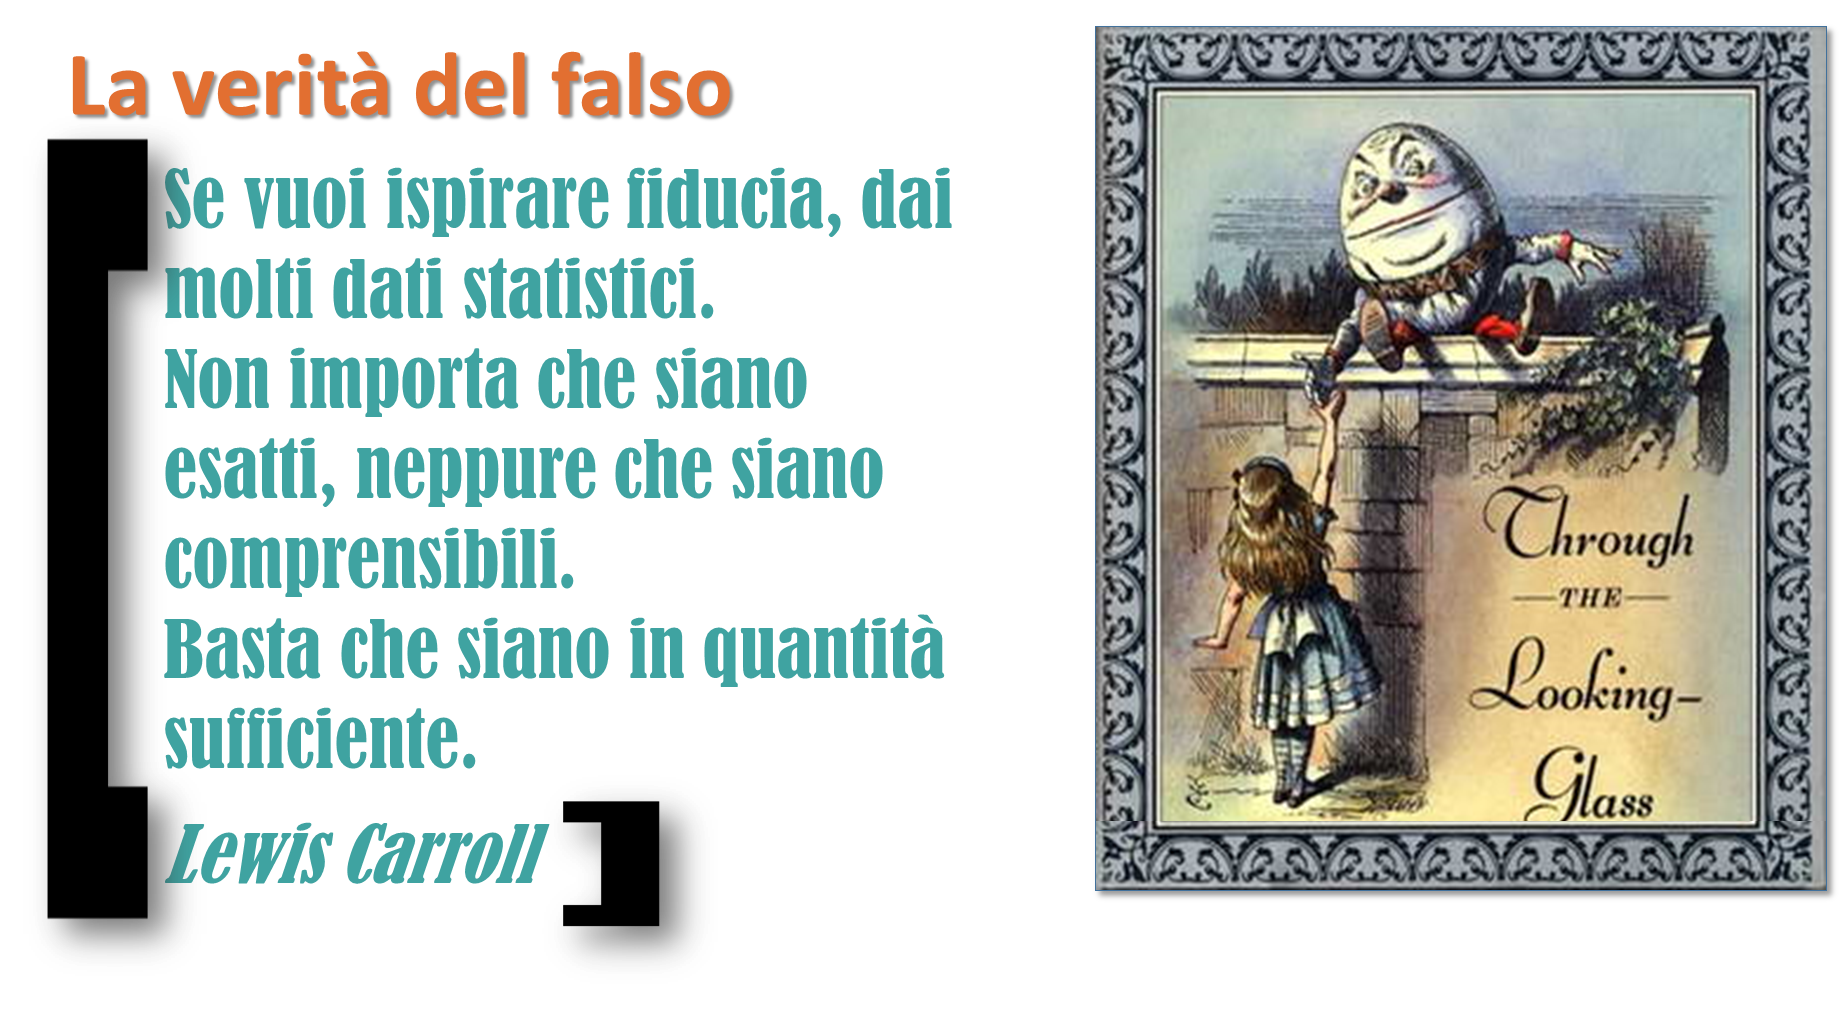 La verità del falso
Se vuoi ispirare fiducia, dai
molti dati statistici.
Non importa che siano
esatti, neppure che siano
comprensibili.
Basta che siano in quantità
sufficiente.
Lewis Carroll
Through
THE
Looking-
Glass